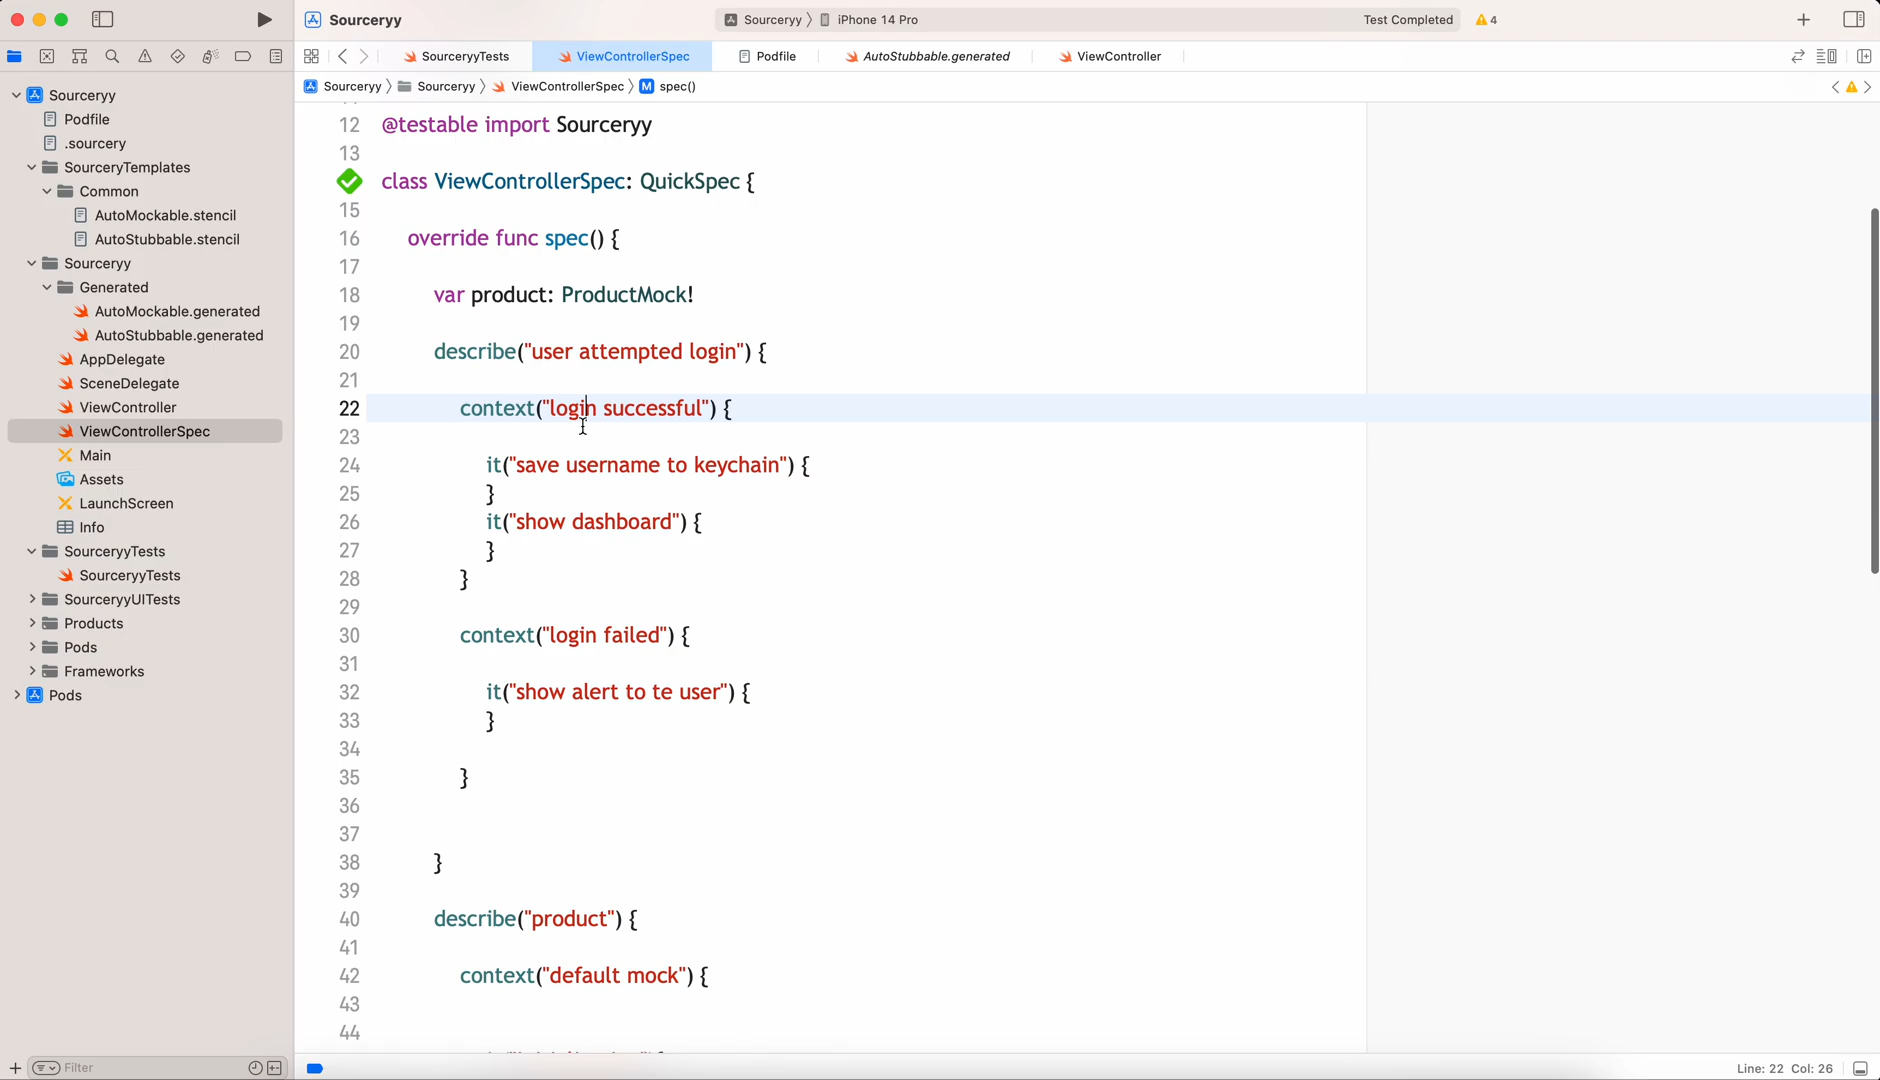 Sourceryy
Sourceryy
iPhone 14 Pro
Test Completed
4
SourceryyTests
ViewControllerSpec
Podfile
AutoStubbable.generated
ViewController
Sourceryy
Sourceryy
ViewControllerSpec
M spec()
Sourceryy
Podfile
.sourcery
SourceryTemplates
Common
AutoMockable.stencil
AutoStubbable.stencil
Sourceryy
Generated
AutoMockable.generated
AutoStubbable.generated
AppDelegate
SceneDelegate
ViewController
ViewControllerSpec
Main
Assets
LaunchScreen
Info
SourceryyTests
SourceryyTests
SourceryyUITests
Products
Pods
Frameworks
Pods
Filter
12 @testable import Sourceryy
13
class ViewControllerSpec: QuickSpec {
15
16 override func spec() {
17
18 var product: ProductMock!
19
20 describe("user attempted login") {
21
22 context("login successful") {
23
24 it("save username to keychain") {
25 }
26 it("show dashboard") {
27 }
28 }
29
30 context("login failed") {
31
32 it("show alert to te user") {
33 }
34
35 }
36
37
38 }
39
40 describe("product") {
41
42 context("default mock") {
43
44
Line: 22 Col: 26